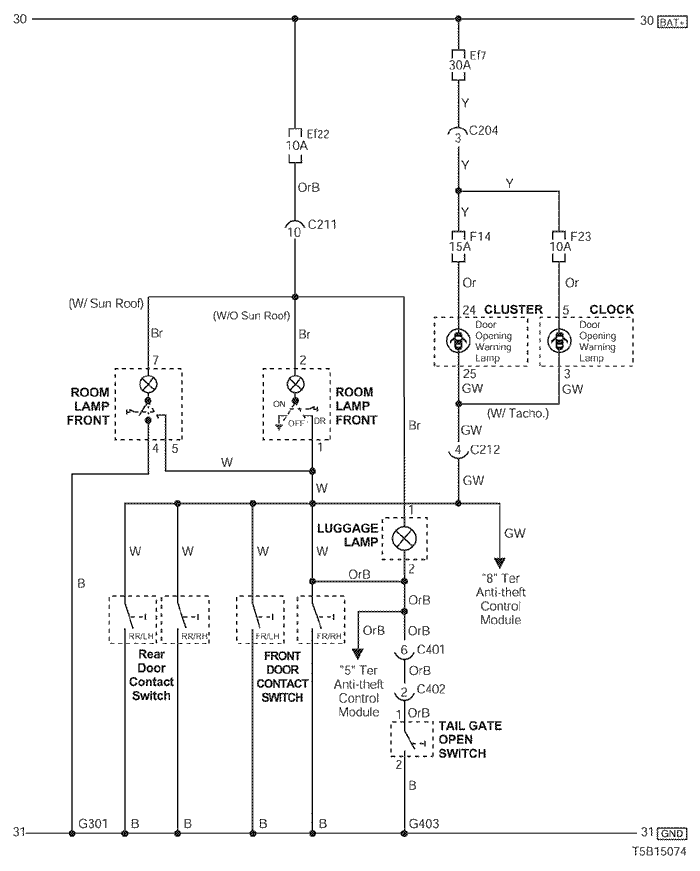 30
30 BAT+
Ef7
30A
Y
Ef22
10A
C204
3
Y
OrB
Y
Y
C211
10
F14
15A
F23
10A
Or
Or
(W/ Sun Roof)
(W/O Sun Roof)
24 CLUSTER
5 CLOCK
Door
Opening
Warning
Lamp
Door
Opening
Warning
Lamp
Br
Br
7
2
25
3
GW
GW
ROOM
LAMP
FRONT
ON
OFF
DR
ROOM
LAMP
FRONT
(W/ Tacho.)
Br
GW
4 5
1
4 C212
W
W
GW
1
LUGGAGE
LAMP
2
GW
B
W
W
W
W
OrB
"8" Ter
Anti-theft
Control
Module
OrB
RR/LH
RR/RH
FR/LH
FR/RH
OrB
OrB
Rear
Door
Contact
Switch
FRONT
DOOR
CONTACT
SWITCH
6 C401
OrB
"5" Ter
Anti-theft
Control
Module
2 C402
1 OrB
TAIL GATE
OPEN
SWITCH
2
B
31
G301
B
B
B
B
G403
31 GND
T5B15074